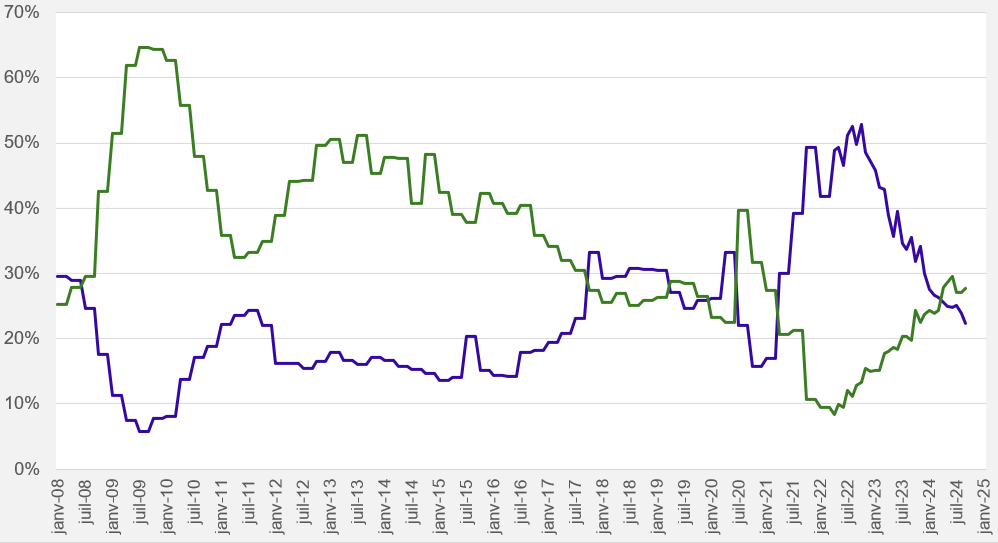 70%
60%
50%
40%
30%
20%
10%
0%
janv-08
juil-08
janv-09
juil-09
janv-10
juil-10
janv-11
juil-11
janv-12
juil-12
janv-13
juil-13
janv-14
juil-14
janv-15
juil-15
janv-16
juil-16
janv-17
juil-17
janv-18
juil-18
janv-19
juil-19
janv-20
juil-20
janv-21
juil-21
janv-22
juil-22
janv-23
juil-23
janv-24
juil-24
janv-25